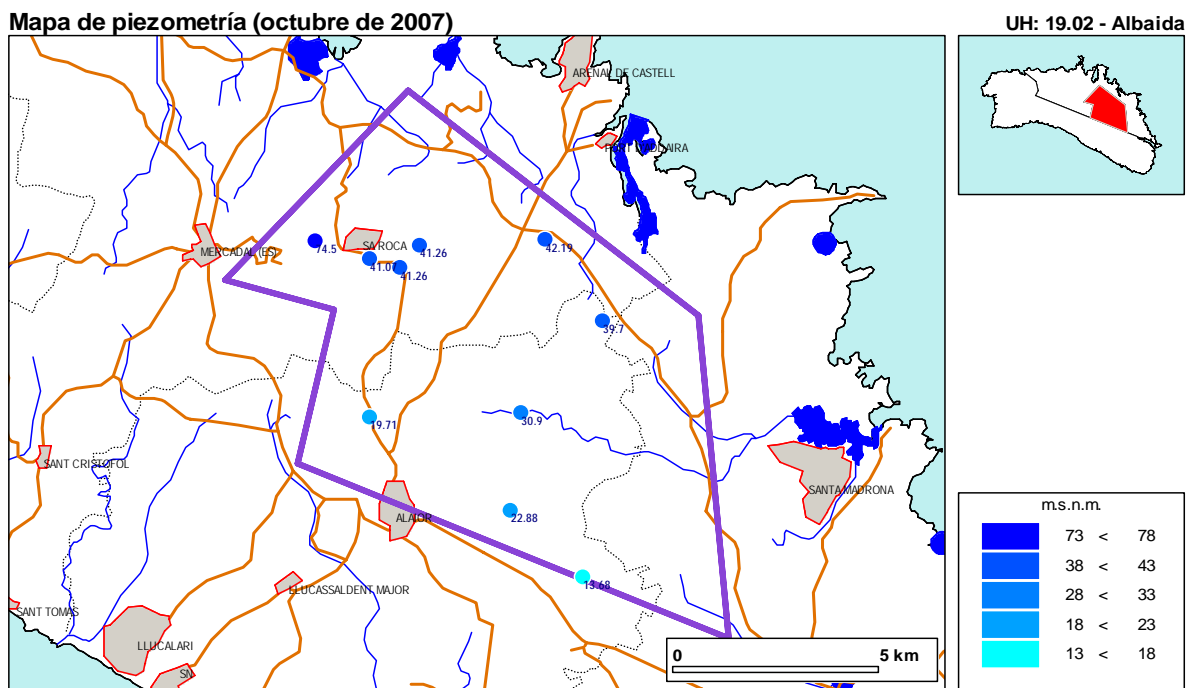 Mapa de piezometría (octubre de 2007)
UH: 19.02 - Albaida
ARENAL DE CASTELL
MERCADAL (ES)
SA ROCA
74.5
41.26
41.07
41.26
42.19
39.7
19.71
30.9
SANT CRISTOFOL
SANTA MADRONA
ALAIOR
22.88
13.68
LLUCASSALDENT MAJOR
SANT TOMAS
LLUCALARI
SN
0 5 km
m.s.n.m.
73 < 78
38 < 43
28 < 33
18 < 23
13 < 18